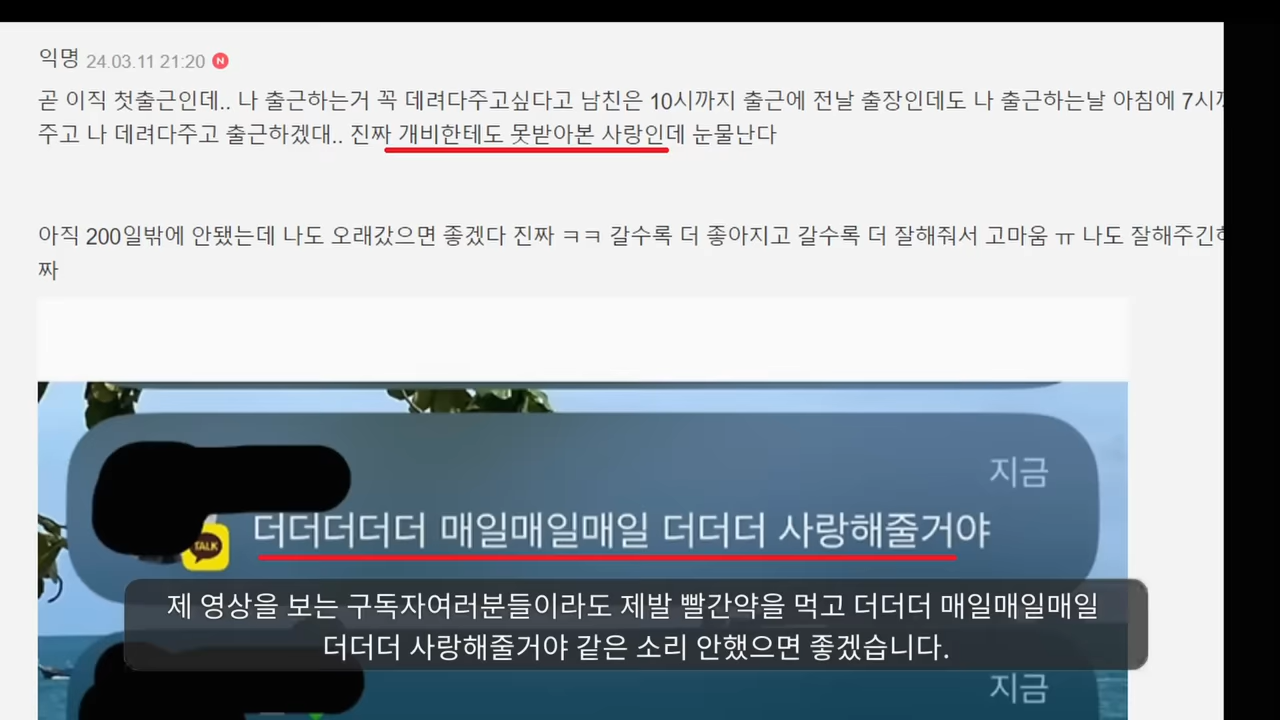 익명 24.03.11 21:20 N
곧 이직 첫출근인데.. 나 출근하는거 꼭 데려다주고싶다고 남친은 10시까지 출근에 전날 출장인데도 나 출근하는날 아침에 7시
주고 나 데려다주고 출근하겠대.. 진짜 개비한테도 못받아본 사랑인데 눈물난다
아직 200일밖에 안됐는데 나도 오래갔으면 좋겠다 진짜 ㅋㅋ 갈수록 더 좋아지고 갈수록 더 잘해줘서 고마움 ㅠ 나도 잘해주긴
짜
지금
TALK
더더더더더 매일매일매일 더더더 사랑해줄거야
제 영상을 보는 구독자여러분들이라도 제발 빨간약을 먹고 더더더 매일매일매일
더더더 사랑해줄거야 같은 소리 안했으면 좋겠습니다.
지금